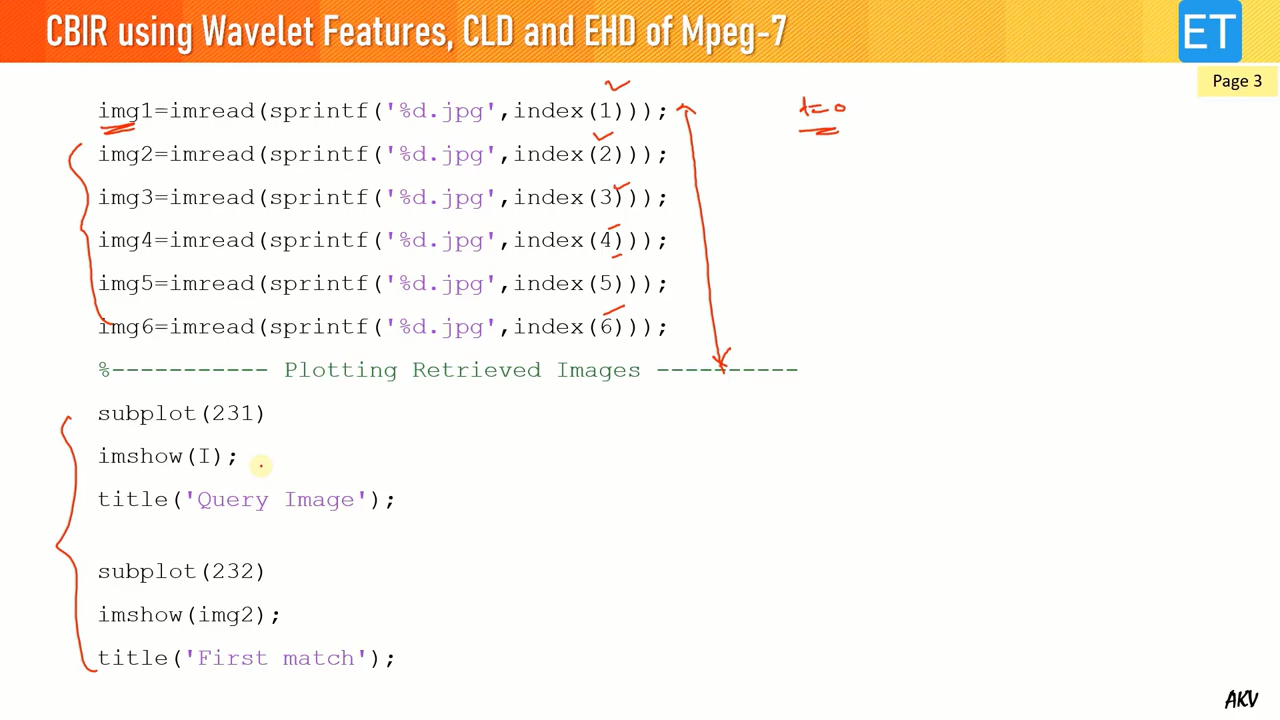 CBIR using Wavelet Features, CLD and EHD of Mpeg-7
ET
Page 3
img1=imread(sprintf('%d.jpg',index(1)));
t=0
img2=imread(sprintf('%d.jpg',index(2)));
img3=imread(sprintf('%d.jpg',index(3)));
img4=imread(sprintf('%d.jpg',index(4)));
img5=imread(sprintf('%d.jpg',index(5)));
img6=imread(sprintf('%d.jpg',index(6)));
%----------- Plotting Retrieved Images ----------
subplot(231)
imshow(I);
title('Query Image');
subplot(232)
imshow(img2);
title('First match');
AKV